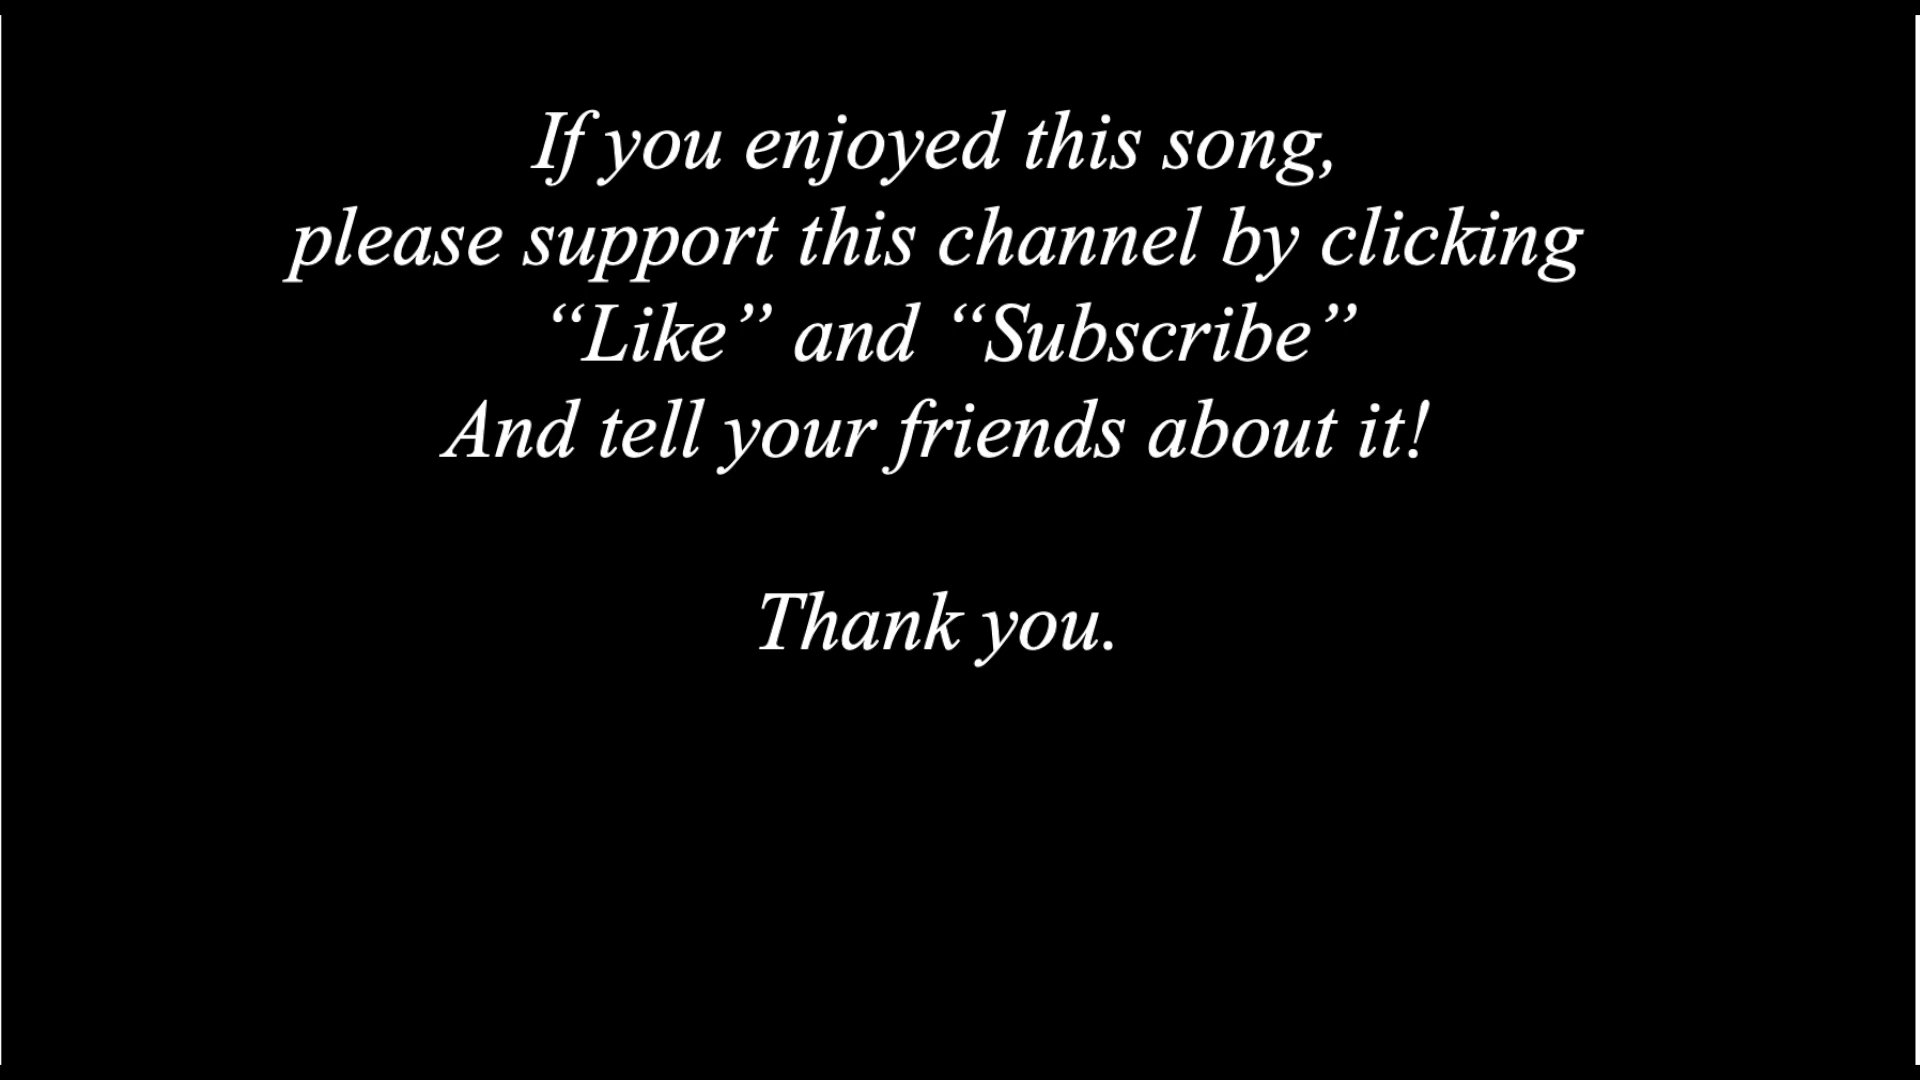 If you enjoyed this song,
please support this channel by clicking
“Like” and “Subscribe”
And tell your friends about it!
Thank you.